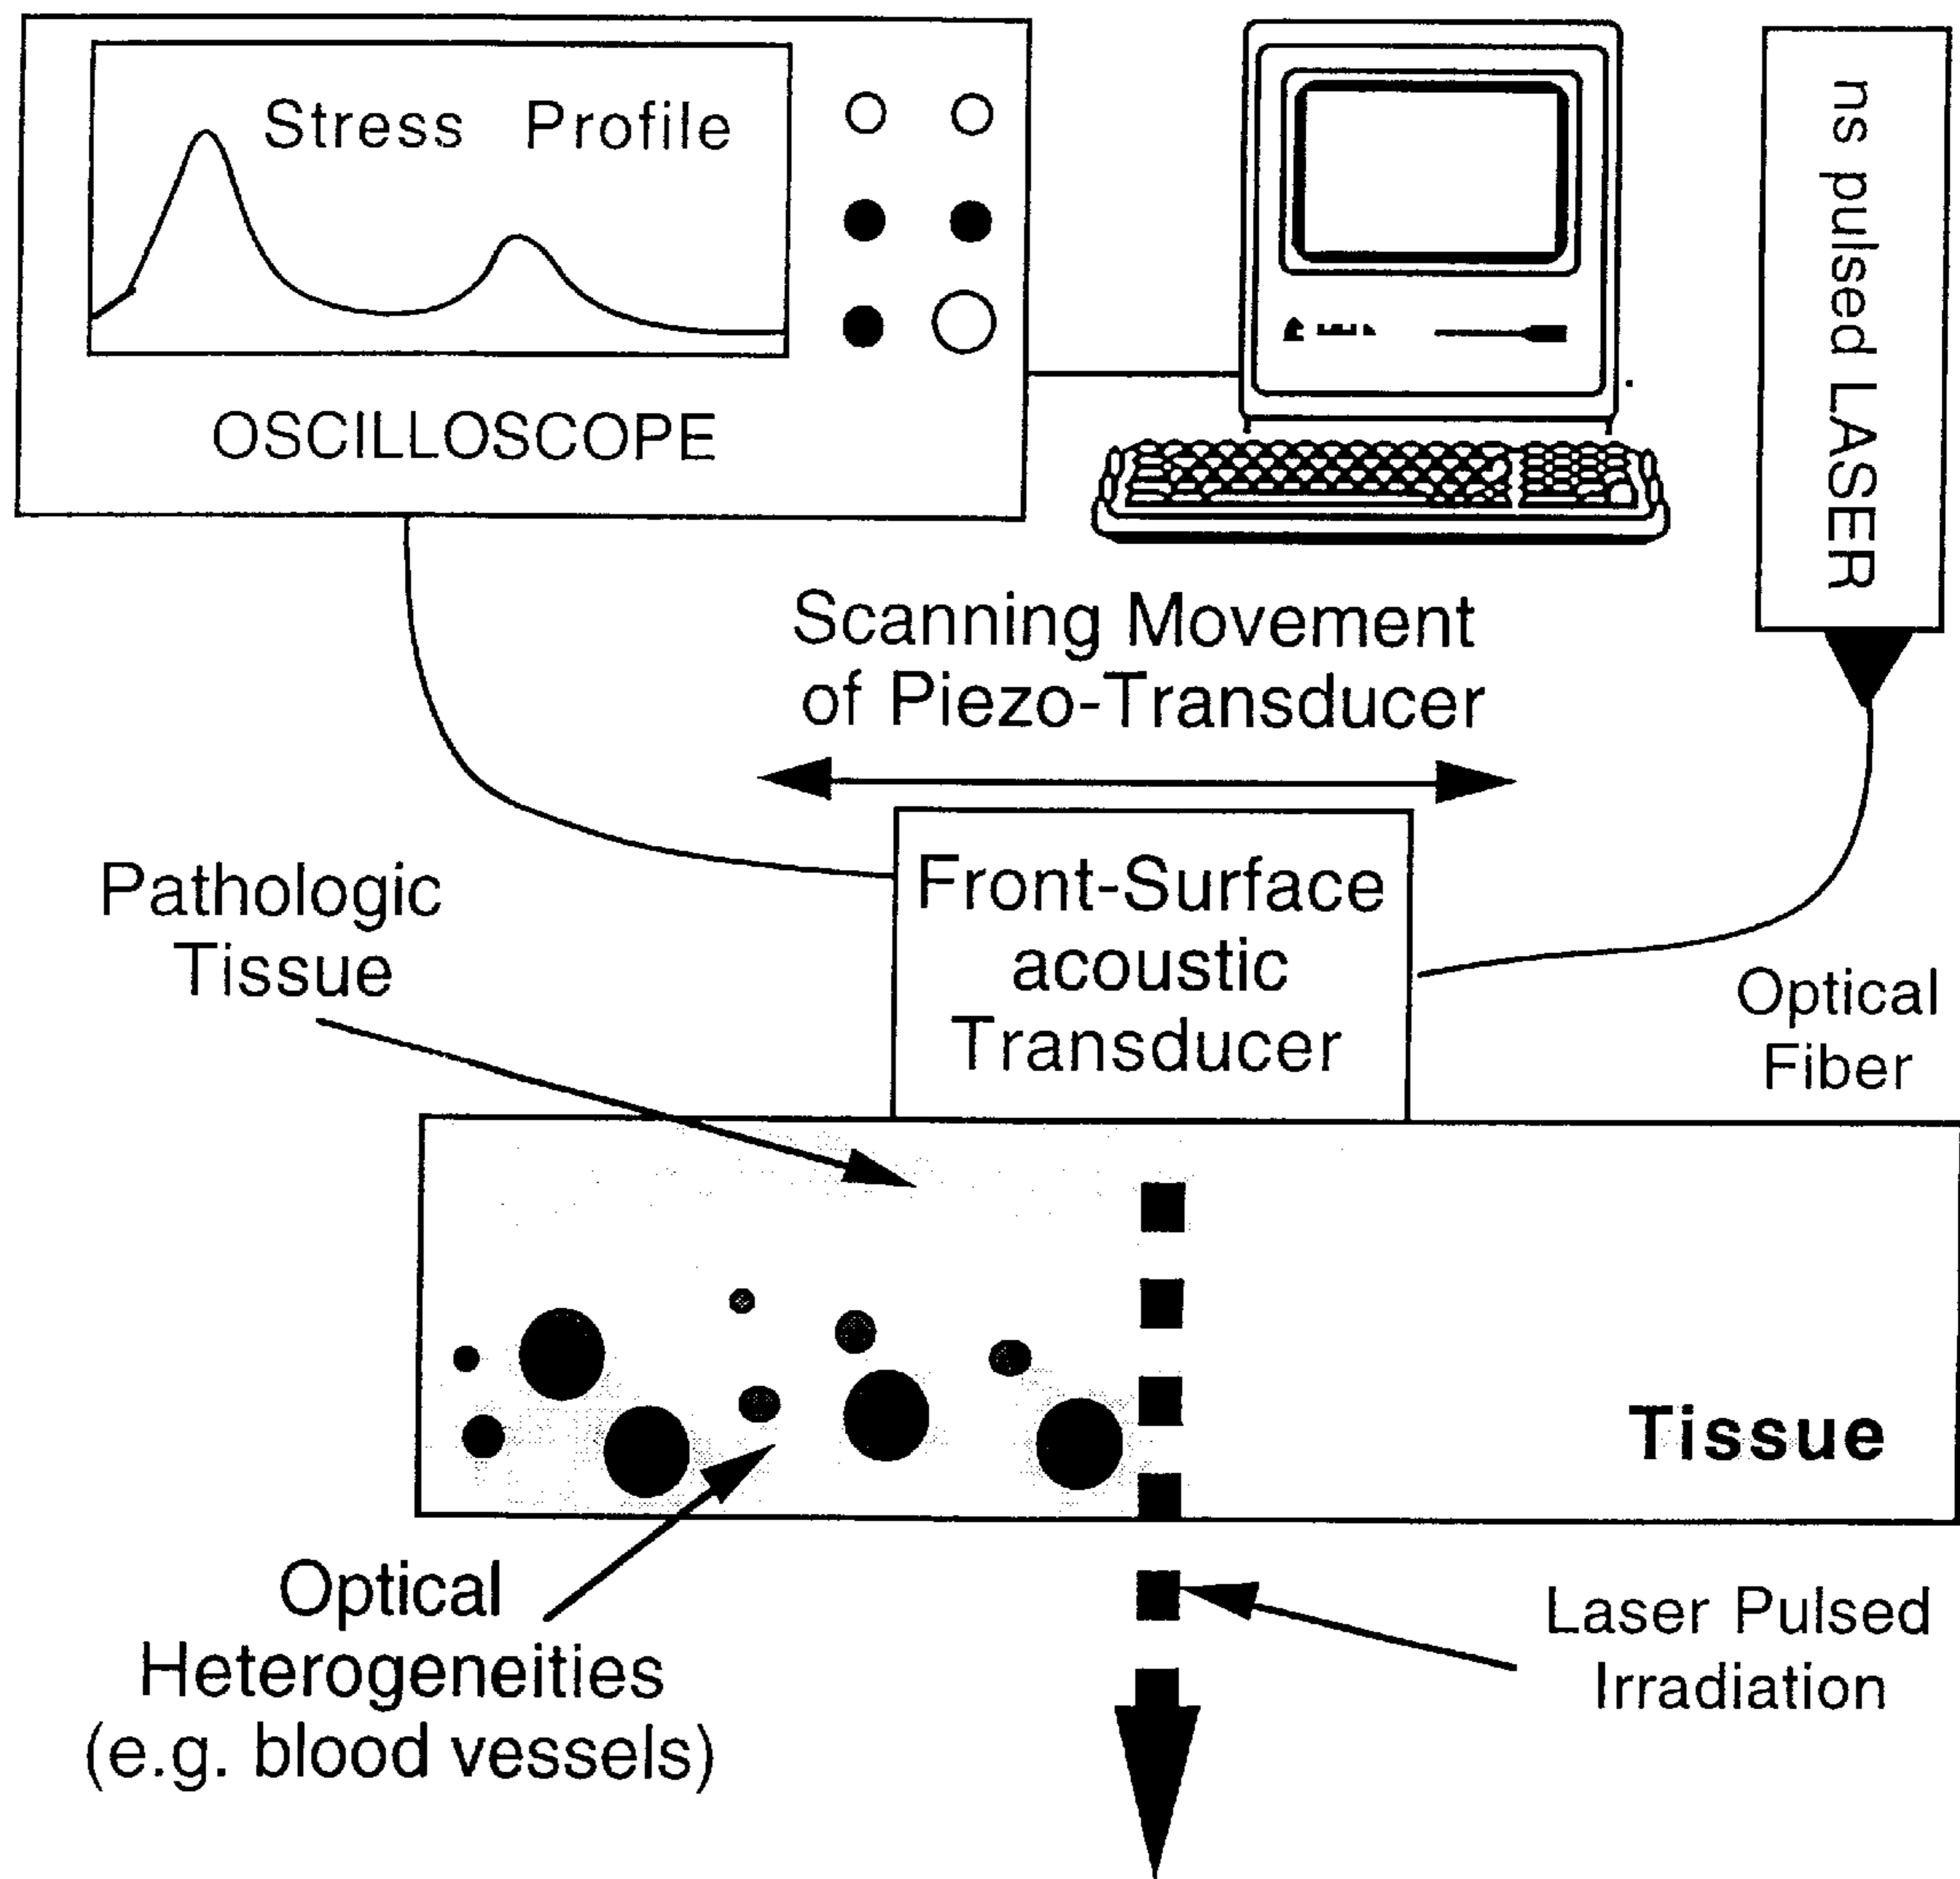 Stress Profile
OSCILLOSCOPE
ns pulsed LASER
Scanning Movement
of Piezo-Transducer
Front-Surface
acoustic
Transducer
Pathologic
Tissue
Optical
Fiber
Tissue
Optical
Heterogeneities
(e.g. blood vessels)
Laser Pulsed
Irradiation